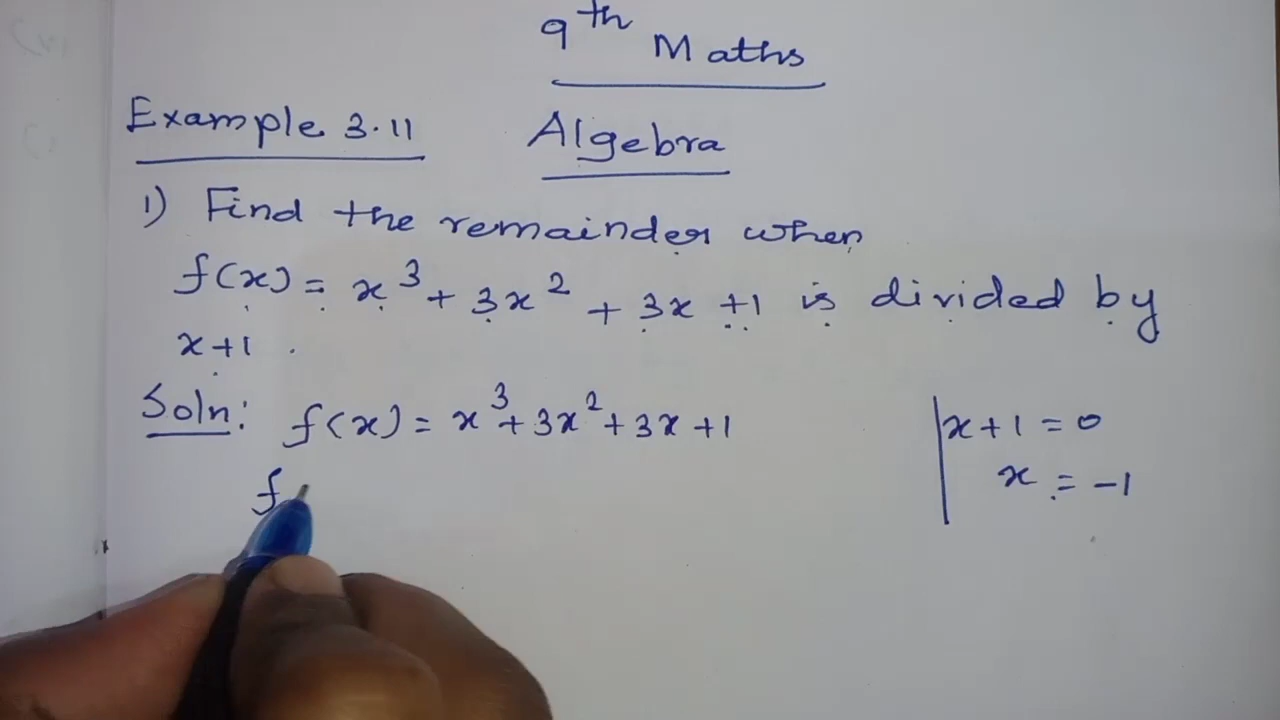 9th Maths
Example 3.11 Algebra
1) Find the remainder when
f(x) = x³ + 3x² + 3x + 1 is divided by
x+1 .
Soln: f(x) = x³ + 3x² + 3x + 1
x+1 = 0
f
x = -1